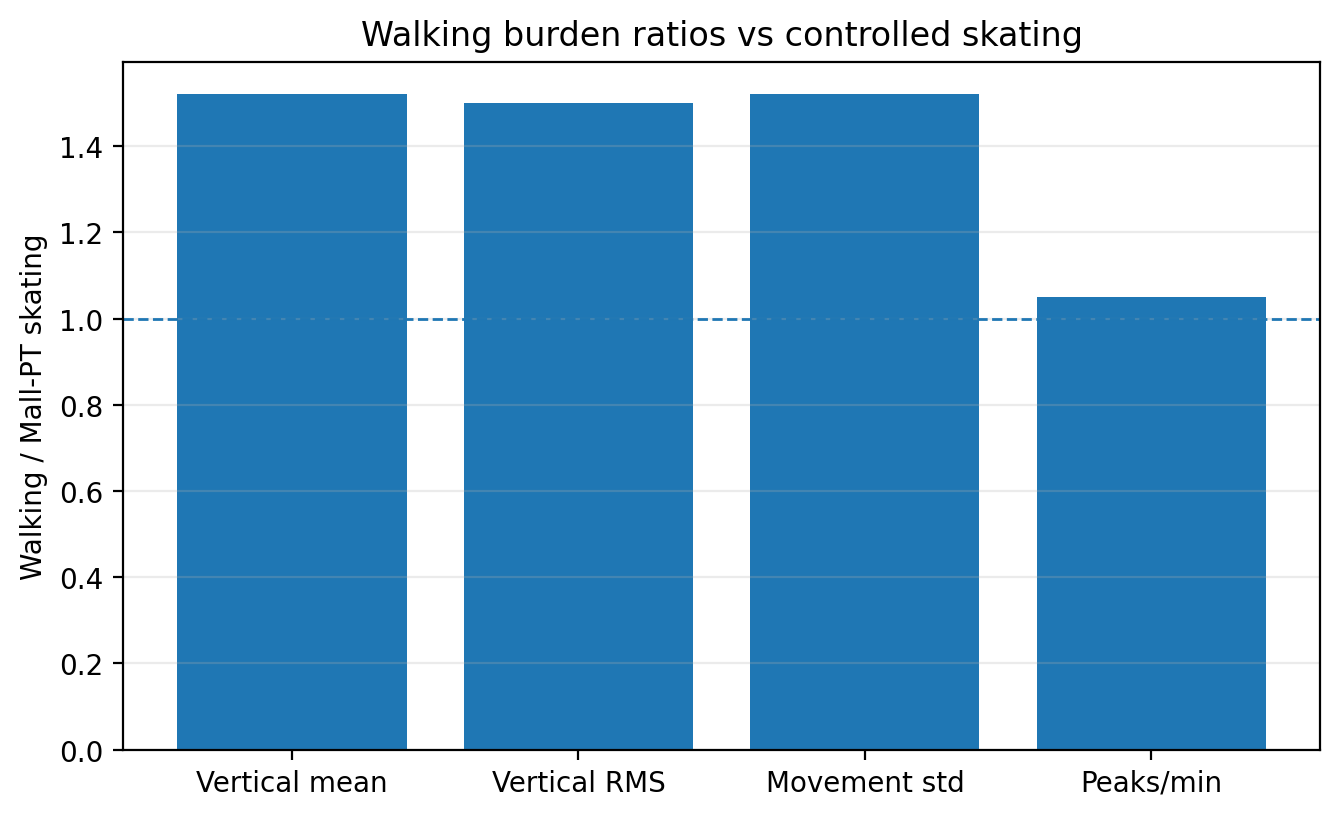 Walking burden ratios vs controlled skating
Walking / Mall-PT skating
1.4
1.2
1.0
0.8
0.6
0.4
0.2
0.0
Vertical mean
Vertical RMS
Movement std
Peaks/min